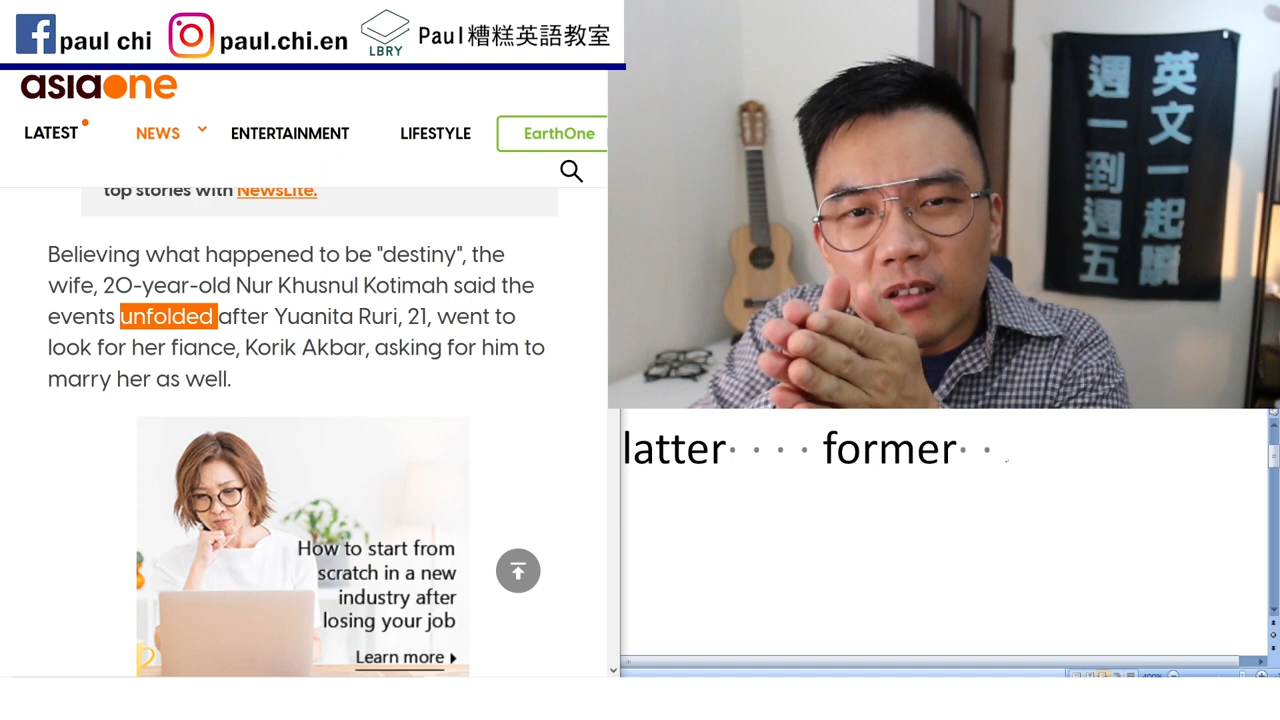 paul chi
paul.chi.en
LBRY
Paul糟糕英語教室
asiaone
LATEST
NEWS
ENTERTAINMENT
LIFESTYLE
EarthOne
top stories with NewsLite.
Believing what happened to be "destiny", the
wife, 20-year-old Nur Khusnul Kotimah said the
events unfolded after Yuanita Ruri, 21, went to
look for her fiance, Korik Akbar, asking for him to
marry her as well.
How to start from
scratch in a new
industry after
losing your job
Learn more
英文一起讀
週一到週五
latter· · · · former· ·
400%